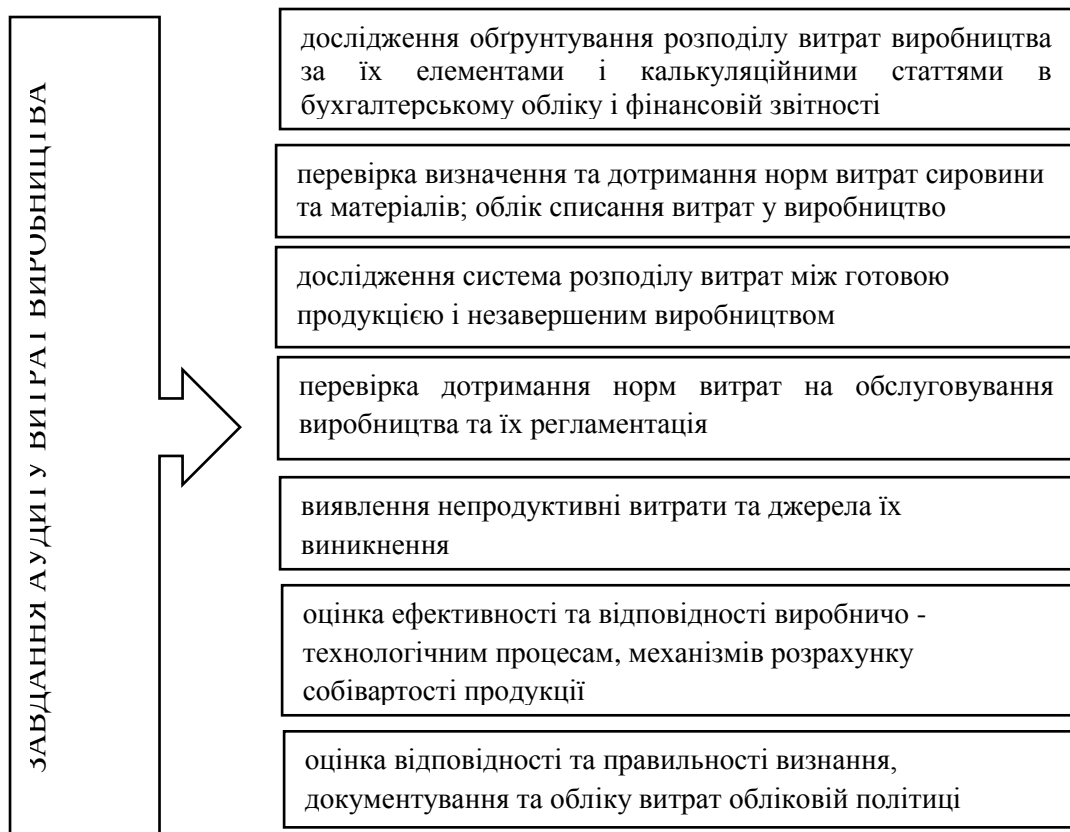 ЗАВДАННЯ АУДИТУ ВИТРАТ ВИРОБНИЦТВА
дослідження обґрунтування розподілу витрат виробництва
за їх елементами і калькуляційними статтями в
бухгалтерському обліку і фінансовій звітності
перевірка визначення та дотримання норм витрат сировини
та матеріалів; облік списання витрат у виробництво
дослідження система розподілу витрат між готовою
продукцією і незавершеним виробництвом
перевірка дотримання норм витрат на обслуговування
виробництва та їх регламентація
виявлення непродуктивні витрати та джерела їх
виникнення
оцінка ефективності та відповідності виробничо -
технологічним процесам, механізмів розрахунку
собівартості продукції
оцінка відповідності та правильності визнання,
документування та обліку витрат обліковій політиці